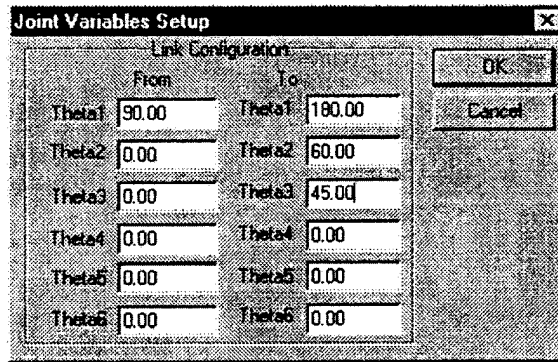 Joint Variables Setup
Link Configuration
From To
Theta1 90.00 Theta1 180.00
Theta2 0.00 Theta2 60.00
Theta3 0.00 Theta3 45.00
Theta4 0.00 Theta4 0.00
Theta5 0.00 Theta5 0.00
Theta6 0.00 Theta6 0.00
OK
Cancel